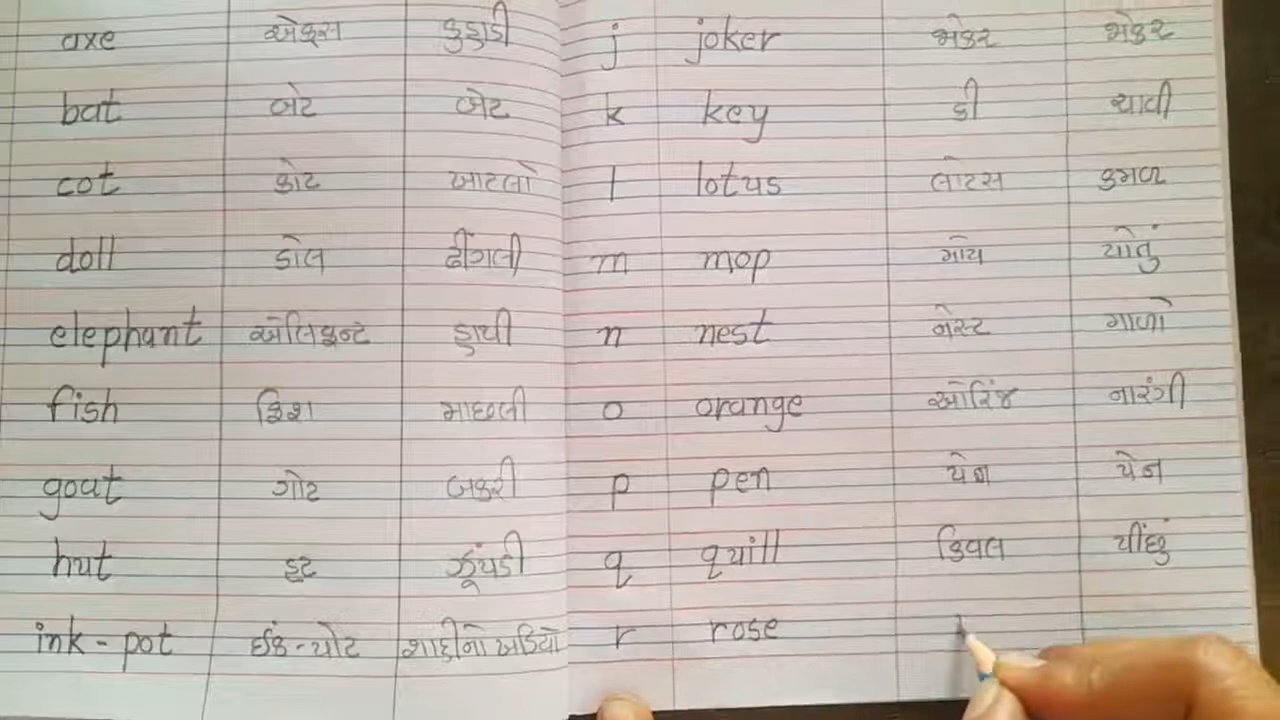 axe એક્સ કુહાડી
bat બેટ બેટ
cot કોટ ખાટલો
doll ડોલ ઢીંગલી
elephant એલિફન્ટ હાથી
fish ફિશ માછલી
goat ગોટ બકરી
hut હટ ઝૂંપડી
ink - pot ઈંક - પોટ શાહીનો ખડિયો
j joker જોકર જોકર
k key કી ચાવી
l lotus લોટસ કમળ
m mop મોપ પોતું
n nest નેસ્ટ માળો
o orange ઓરિંજ નારંગી
p pen પેન પેન
q quill ક્વિલ પીંછું
r rose